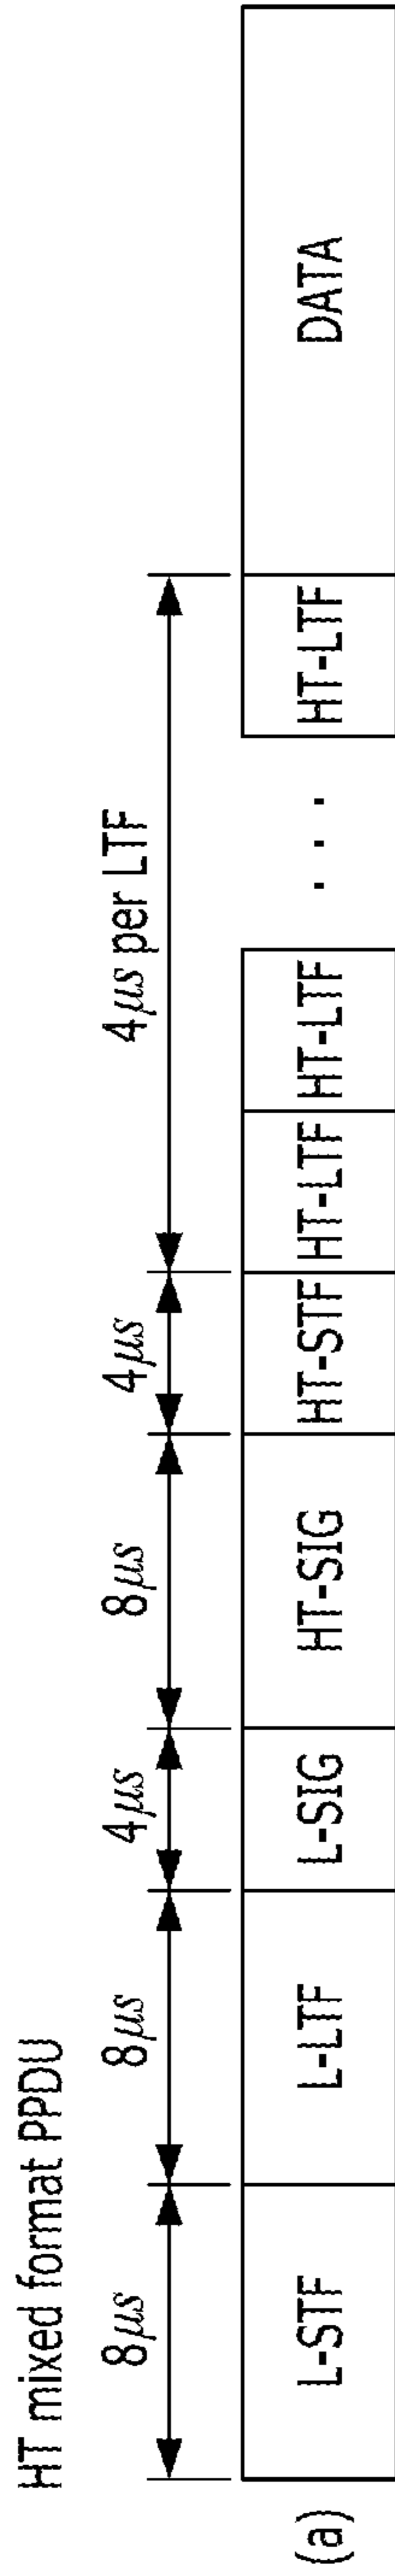 HT mixed format PPDU
8μs 8μs 4μs 8μs 4μs 4μs per LTF
(a) L-STF L-LTF L-SIG HT-SIG HT-STF HT-LTF HT-LTF . . . HT-LTF DATA